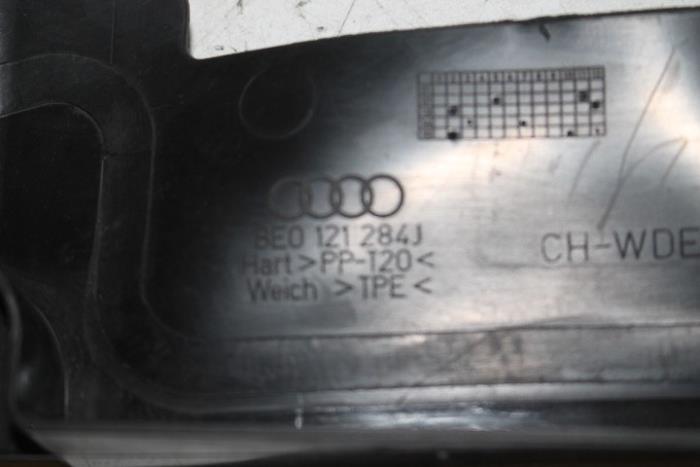 8E0 121 284J
Hart >PP-T20<
Weich >TPE<
CH-WDE